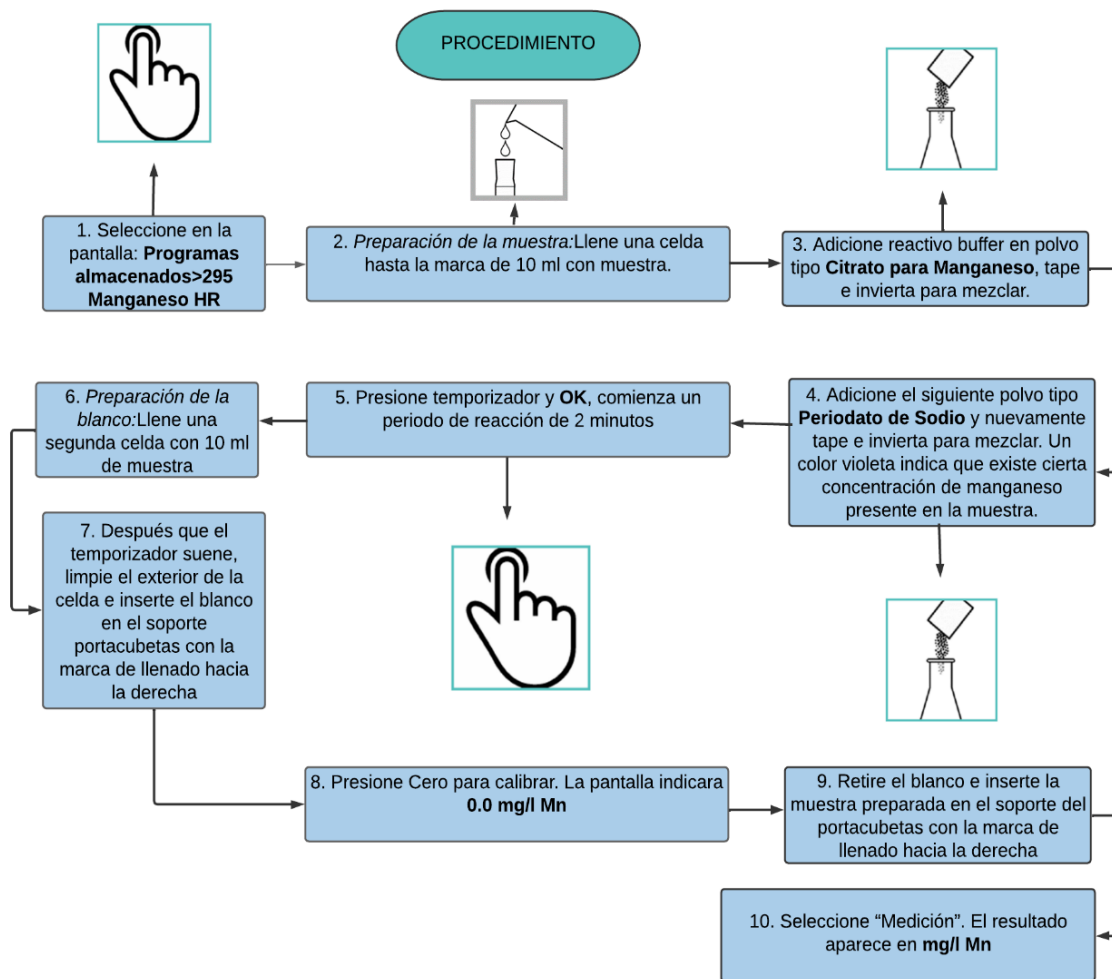 PROCEDIMIENTO
1. Seleccione en la
pantalla: Programas
almacenados>295
Manganeso HR
2. Preparación de la muestra:Llene una celda
hasta la marca de 10 ml con muestra.
3. Adicione reactivo buffer en polvo
tipo Citrato para Manganeso, tape
e invierta para mezclar.
4. Adicione el siguiente polvo tipo
Periodato de Sodio y nuevamente
tape e invierta para mezclar. Un
color violeta indica que existe cierta
concentración de manganeso
presente en la muestra.
5. Presione temporizador y OK, comienza un
periodo de reacción de 2 minutos
6. Preparación de la
blanco:Llene una
segunda celda con 10 ml
de muestra
7. Después que el
temporizador suene,
limpie el exterior de la
celda e inserte el blanco
en el soporte
portacubetas con la
marca de llenado hacia
la derecha
8. Presione Cero para calibrar. La pantalla indicara
0.0 mg/l Mn
9. Retire el blanco e inserte la
muestra preparada en el soporte del
portacubetas con la marca de
llenado hacia la derecha
10. Seleccione “Medición”. El resultado
aparece en mg/l Mn